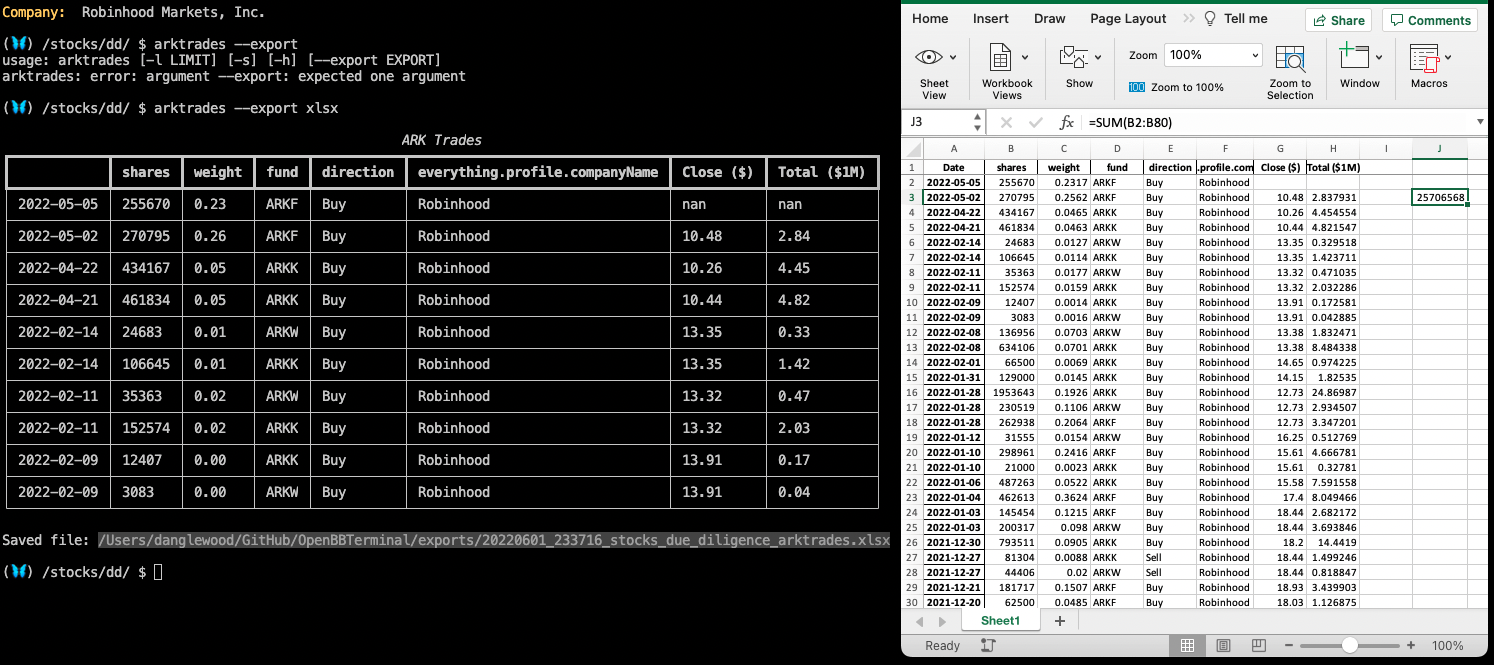 Company: Robinhood Markets, Inc.
(🦋) /stocks/dd/ $ arktrades --export
usage: arktrades [-l LIMIT] [-s] [-h] [--export EXPORT]
arktrades: error: argument --export: expected one argument
(🦋) /stocks/dd/ $ arktrades --export xlsx
ARK Trades
shares weight fund direction everything.profile.companyName Close ($) Total ($1M)
2022-05-05 255670 0.23 ARKF Buy Robinhood nan nan
2022-05-02 270795 0.26 ARKF Buy Robinhood 10.48 2.84
2022-04-22 434167 0.05 ARKK Buy Robinhood 10.26 4.45
2022-04-21 461834 0.05 ARKK Buy Robinhood 10.44 4.82
2022-02-14 24683 0.01 ARKW Buy Robinhood 13.35 0.33
2022-02-14 106645 0.01 ARKK Buy Robinhood 13.35 1.42
2022-02-11 35363 0.02 ARKW Buy Robinhood 13.32 0.47
2022-02-11 152574 0.02 ARKK Buy Robinhood 13.32 2.03
2022-02-09 12407 0.00 ARKK Buy Robinhood 13.91 0.17
2022-02-09 3083 0.00 ARKW Buy Robinhood 13.91 0.04
Saved file: /Users/danglewood/GitHub/OpenBBTerminal/exports/20220601_233716_stocks_due_diligence_arktrades.xlsx
(🦋) /stocks/dd/ $
Home Insert Draw Page Layout >> Tell me Share Comments
Zoom 100%
Sheet View
Workbook Views
Show
100 Zoom to 100%
Zoom to Selection
Window
Macros
J3 fx =SUM(B2:B80)
A B C D E F G H I J
1 Date shares weight fund direction .profile.com Close ($) Total ($1M)
2 2022-05-05 255670 0.2317 ARKF Buy Robinhood
3 2022-05-02 270795 0.2562 ARKF Buy Robinhood 10.48 2.837931 25706568
4 2022-04-22 434167 0.0465 ARKK Buy Robinhood 10.26 4.454554
5 2022-04-21 461834 0.0463 ARKK Buy Robinhood 10.44 4.821547
6 2022-02-14 24683 0.0127 ARKW Buy Robinhood 13.35 0.329518
7 2022-02-14 106645 0.0114 ARKK Buy Robinhood 13.35 1.423711
8 2022-02-11 35363 0.0177 ARKW Buy Robinhood 13.32 0.471035
9 2022-02-11 152574 0.0159 ARKK Buy Robinhood 13.32 2.032286
10 2022-02-09 12407 0.0014 ARKK Buy Robinhood 13.91 0.172581
11 2022-02-09 3083 0.0016 ARKW Buy Robinhood 13.91 0.042885
12 2022-02-08 136956 0.0703 ARKW Buy Robinhood 13.38 1.832471
13 2022-02-08 634106 0.0701 ARKK Buy Robinhood 13.38 8.484338
14 2022-02-01 66500 0.0069 ARKK Buy Robinhood 14.65 0.974225
15 2022-01-31 129000 0.0145 ARKK Buy Robinhood 14.15 1.82535
16 2022-01-28 1953643 0.1926 ARKK Buy Robinhood 12.73 24.86987
17 2022-01-28 230519 0.1106 ARKW Buy Robinhood 12.73 2.934507
18 2022-01-28 262938 0.2064 ARKF Buy Robinhood 12.73 3.347201
19 2022-01-12 31555 0.0154 ARKW Buy Robinhood 16.25 0.512769
20 2022-01-10 298961 0.2416 ARKF Buy Robinhood 15.61 4.666781
21 2022-01-10 21000 0.0023 ARKK Buy Robinhood 15.61 0.32781
22 2022-01-06 487263 0.0522 ARKK Buy Robinhood 15.58 7.591558
23 2022-01-04 462613 0.3624 ARKF Buy Robinhood 17.4 8.049466
24 2022-01-03 145454 0.1215 ARKF Buy Robinhood 18.44 2.682172
25 2022-01-03 200317 0.098 ARKW Buy Robinhood 18.44 3.693846
26 2021-12-30 793511 0.0905 ARKK Buy Robinhood 18.2 14.4419
27 2021-12-27 81304 0.0088 ARKK Sell Robinhood 18.44 1.499246
28 2021-12-27 44406 0.02 ARKW Sell Robinhood 18.44 0.818847
29 2021-12-21 181717 0.1507 ARKF Buy Robinhood 18.93 3.439903
30 2021-12-20 62500 0.0485 ARKF Buy Robinhood 18.03 1.126875
Sheet1 +
Ready − + 100%